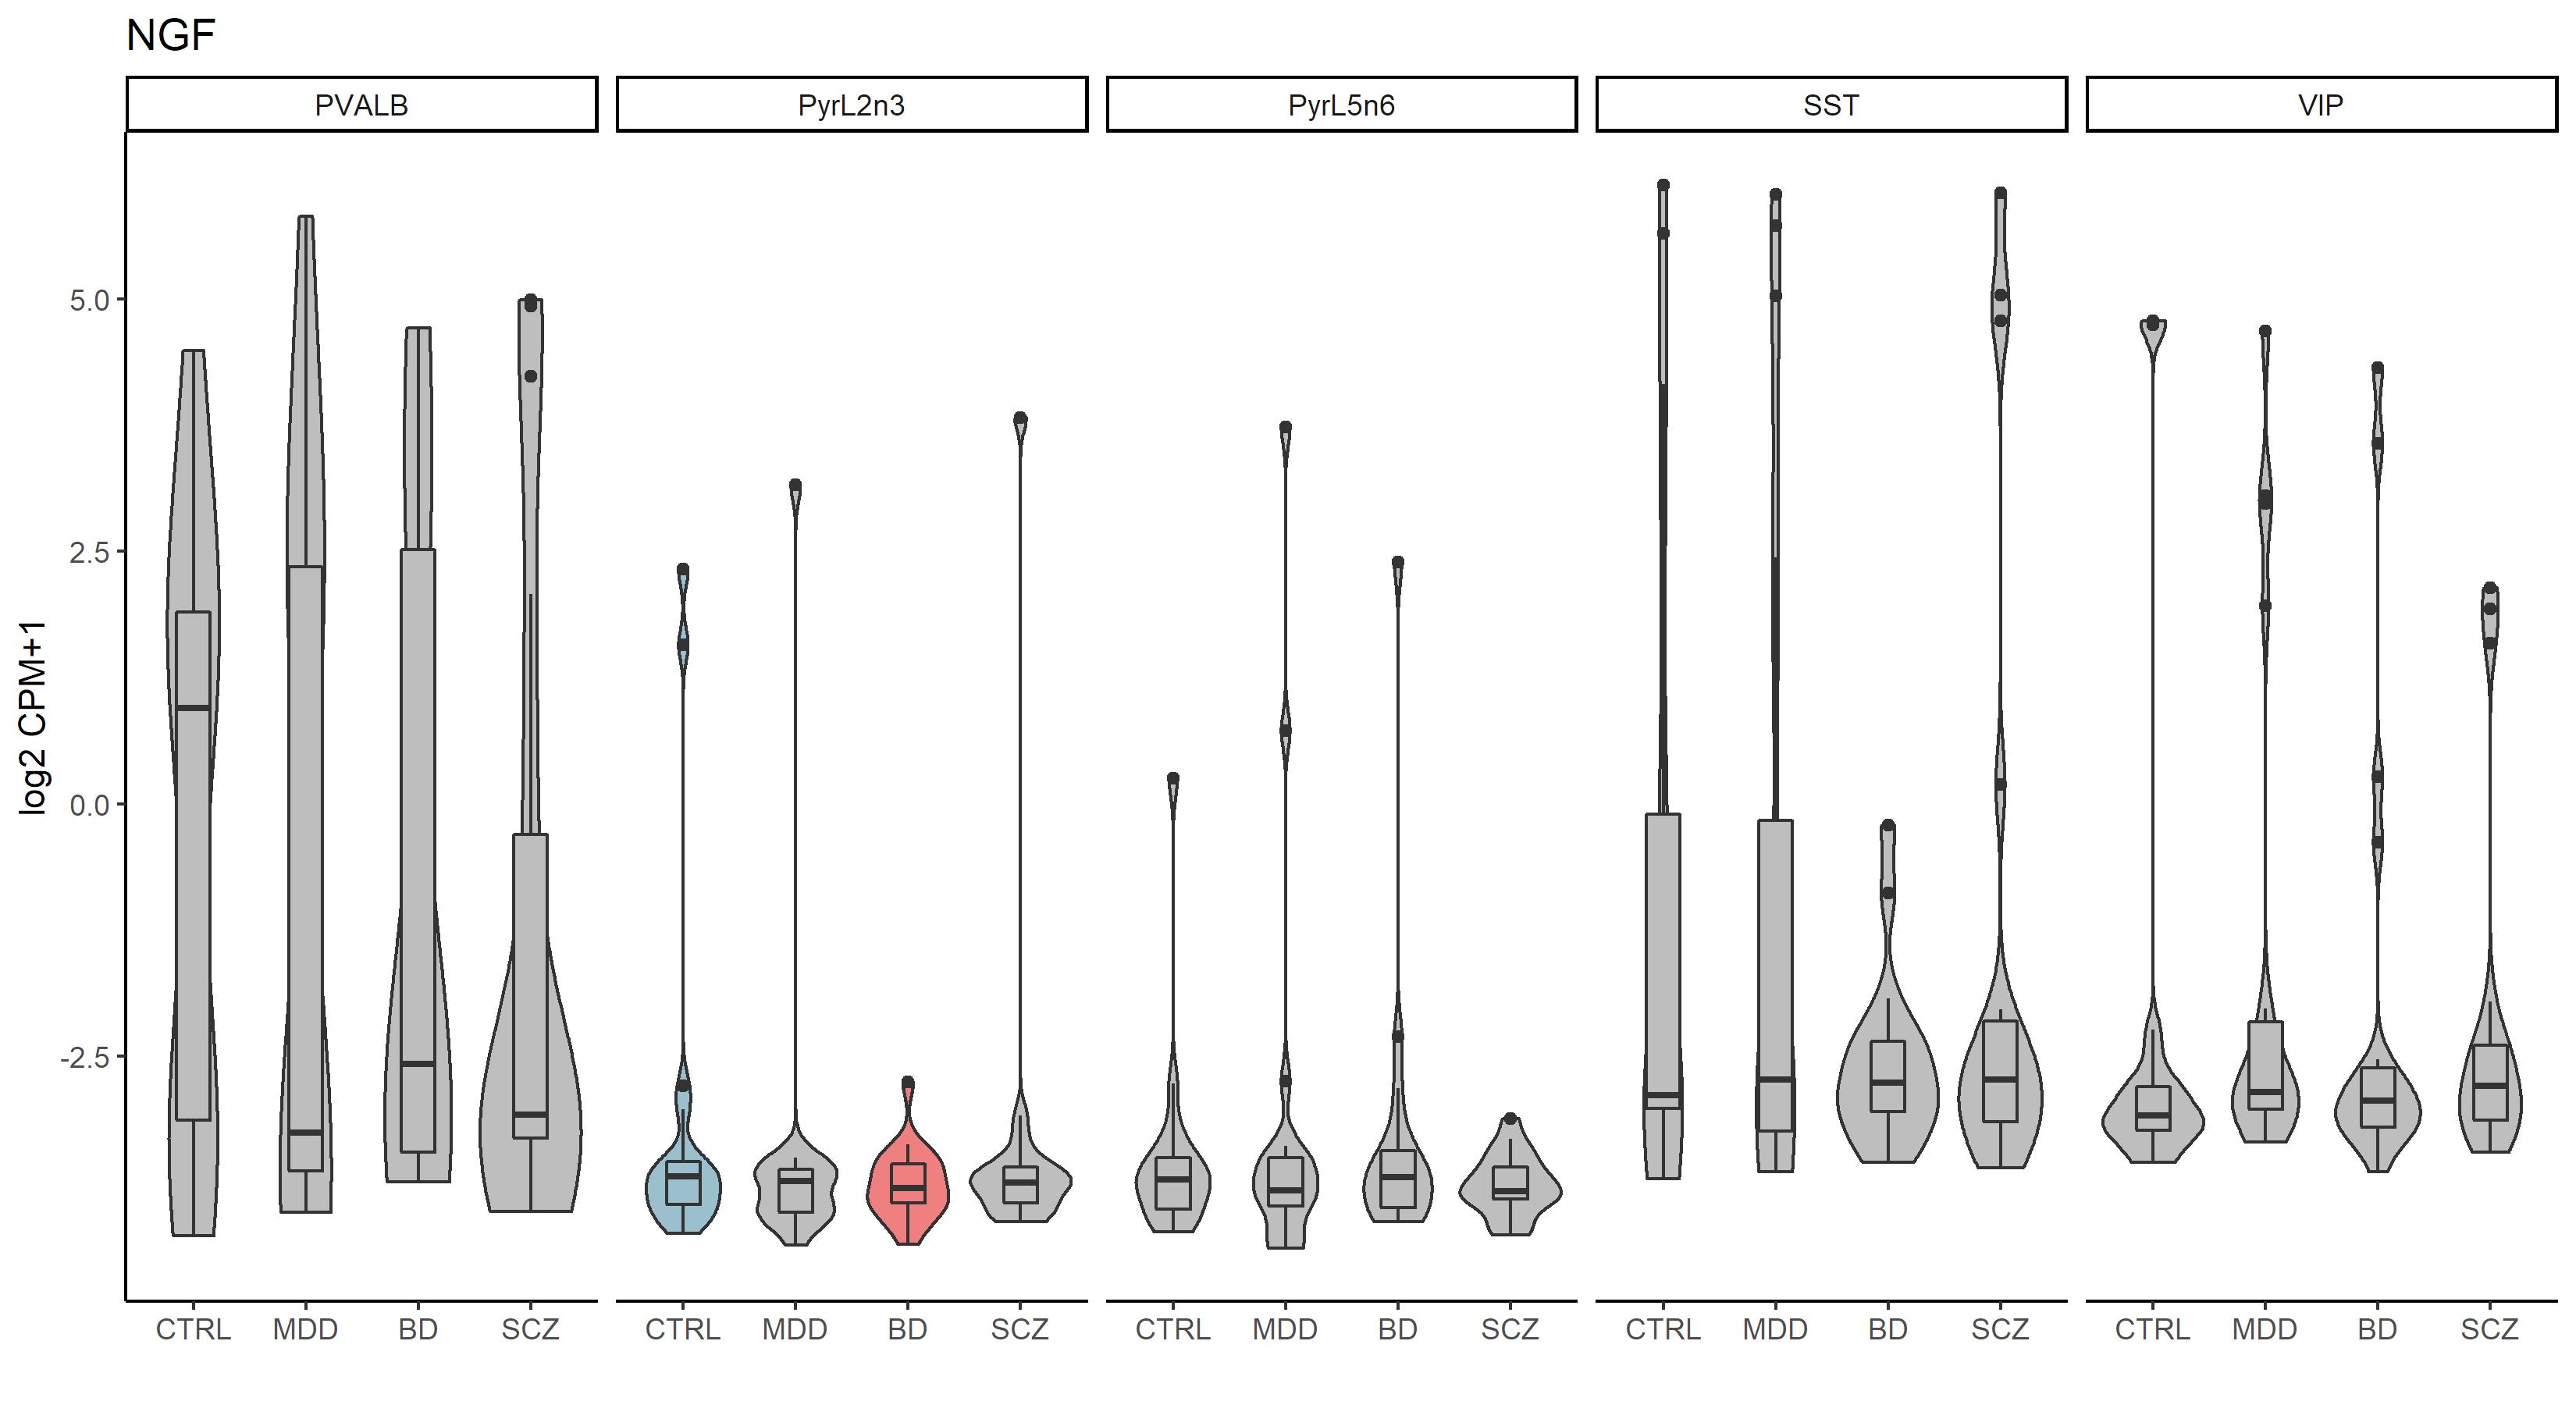 NGF
PVALB PyrL2n3 PyrL5n6 SST VIP
log2 CPM+1
5.0
2.5
0.0
-2.5
CTRL MDD BD SCZ CTRL MDD BD SCZ CTRL MDD BD SCZ CTRL MDD BD SCZ CTRL MDD BD SCZ